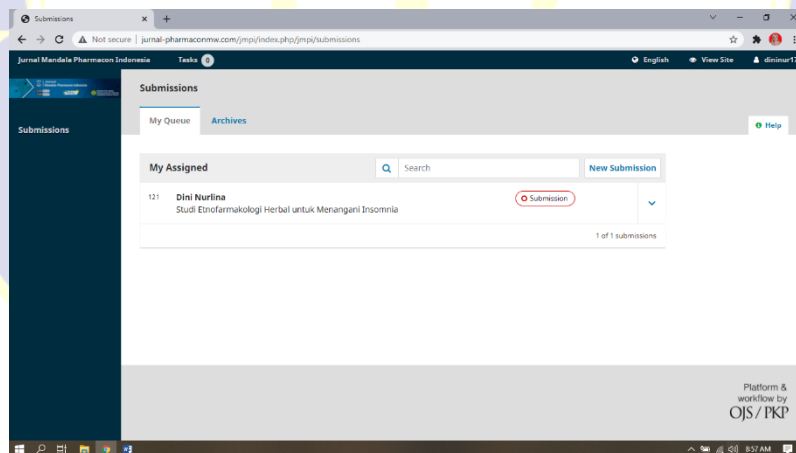 Submissions
Not secure | jurnal-pharmaconmw.com/jmpi/index.php/jmpi/submissions
Jurnal Mandala Pharmacon Indonesia Tasks 0 English View Site dininur17
Submissions
My Queue Archives
Submissions
Help
My Assigned Search New Submission
121 Dini Nurlina Submission
Studi Etnofarmakologi Herbal untuk Menangani Insomnia
1 of 1 submissions
Platform &
workflow by
OJS / PKP
8:57 AM